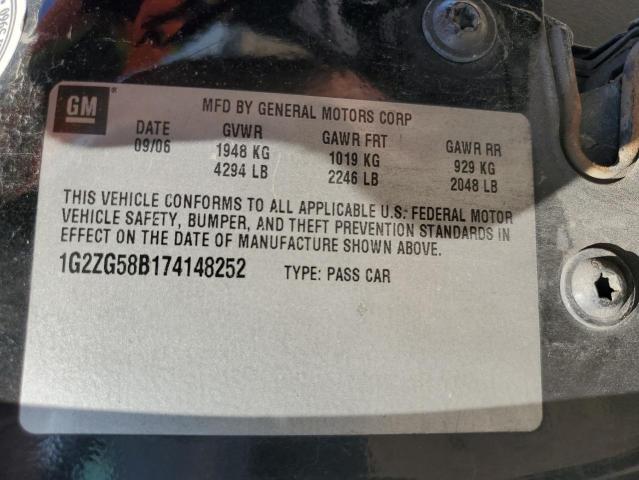 GM ® MFD BY GENERAL MOTORS CORP
DATE GVWR GAWR FRT GAWR RR
09/06 1948 KG 1019 KG 929 KG
4294 LB 2246 LB 2048 LB
THIS VEHICLE CONFORMS TO ALL APPLICABLE U.S. FEDERAL MOTOR
VEHICLE SAFETY, BUMPER, AND THEFT PREVENTION STANDARDS IN
EFFECT ON THE DATE OF MANUFACTURE SHOWN ABOVE.
1G2ZG58B174148252 TYPE: PASS CAR